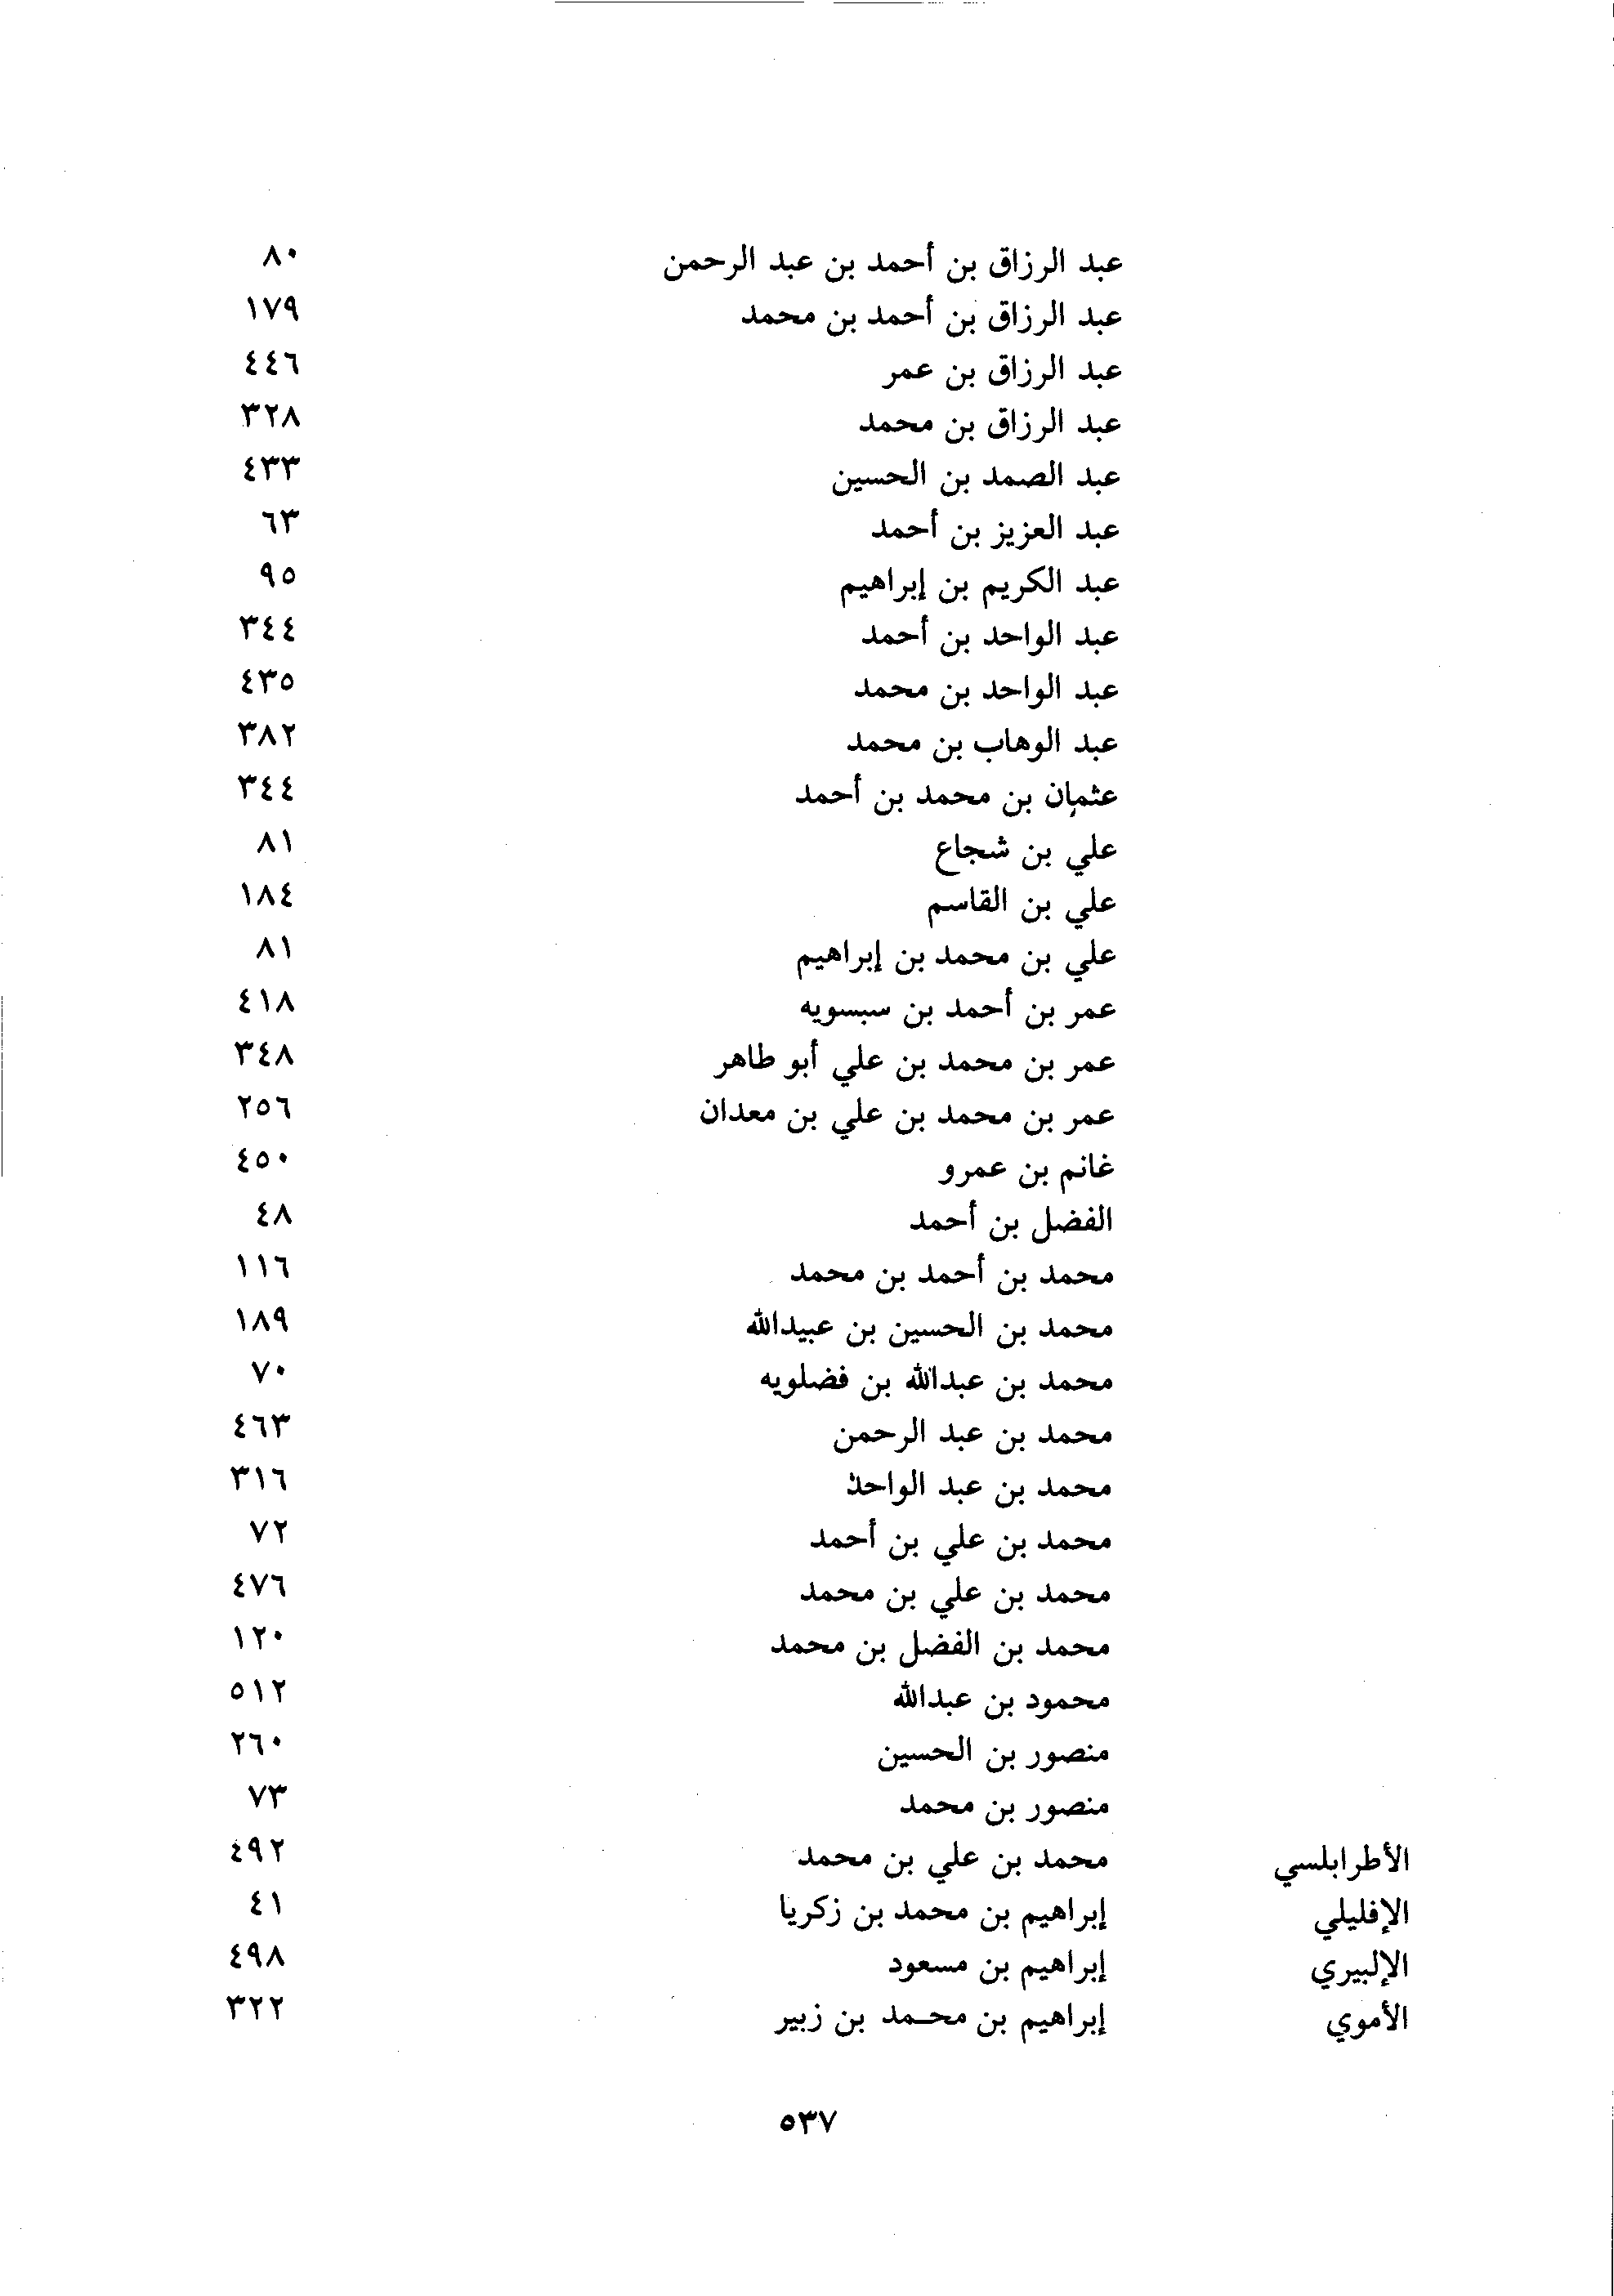 عبد الرزاق بن أحمد بن عبد الرحمن ٨٠
عبد الرزاق بن أحمد بن محمد ١٧٩
عبد الرزاق بن عمر ٤٤٦
عبد الرزاق بن محمد ٣٢٨
عبد الصمد بن الحسين ٤٣٣
عبد العزيز بن أحمد ٦٣
عبد الكريم بن إبراهيم ٩٥
عبد الواحد بن أحمد ٣٤٤
عبد الواحد بن محمد ٤٣٥
عبد الوهاب بن محمد ٣٨٢
عثمان بن محمد بن أحمد ٣٤٤
علي بن شجاع ٨١
علي بن القاسم ١٨٤
علي بن محمد بن إبراهيم ٨١
عمر بن أحمد بن سبسويه ٤١٨
عمر بن محمد بن علي أبو طاهر ٣٤٨
عمر بن محمد بن علي بن معدان ٢٥٦
غانم بن عمرو ٤٥٠
الفضل بن أحمد ٤٨
محمد بن أحمد بن محمد ١١٦
محمد بن الحسين بن عبيدالله ١٨٩
محمد بن عبدالله بن فضلويه ٧٠
محمد بن عبد الرحمن ٤٦٣
محمد بن عبد الواحد ٣١٦
محمد بن علي بن أحمد ٧٢
محمد بن علي بن محمد ٤٧٦
محمد بن الفضل بن محمد ١٢٠
محمود بن عبدالله ٥١٢
منصور بن الحسين ٢٦٠
منصور بن محمد ٧٣
الأطرابلسي محمد بن علي بن محمد ٤٩٢
الإفليلي إبراهيم بن محمد بن زكريا ٤١
الإلبيري إبراهيم بن مسعود ٤٩٨
الأموي إبراهيم بن محـمد بن زبير ٣٢٢
٥٣٧